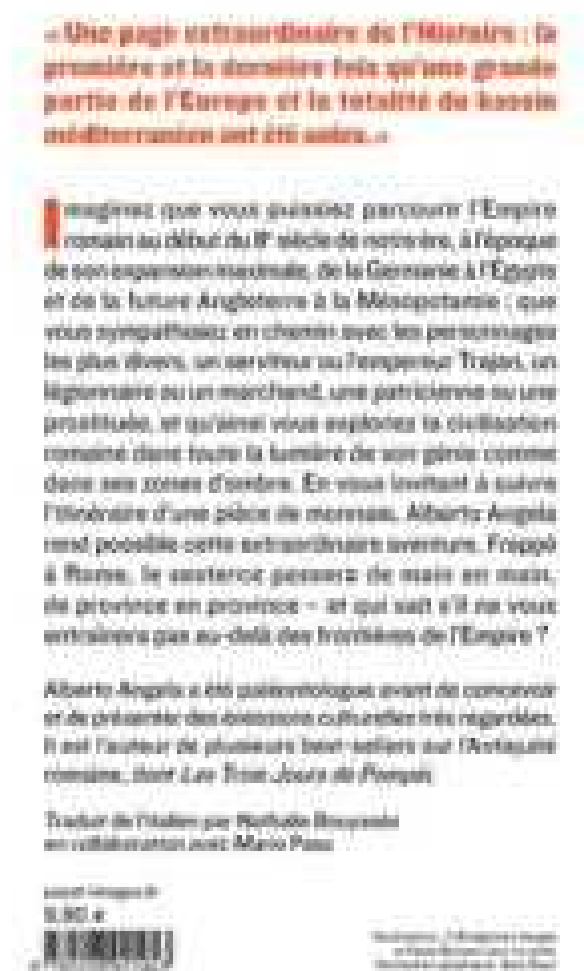 « Une page extraordinaire de l'Histoire : la
première et la dernière fois qu'une grande
partie de l'Europe et la totalité du bassin
méditerranéen ont été unies. »
Imaginez que vous puissiez parcourir l'Empire
romain au début du IIe siècle de notre ère, à l'époque
de son expansion maximale, de la Germanie à l'Égypte
et de la future Angleterre à la Mésopotamie ; que
vous sympathisiez en chemin avec les personnages
les plus divers, un serviteur ou l'empereur Trajan, un
légionnaire ou un marchand, une patricienne ou une
prostituée, et qu'ainsi vous exploriez la civilisation
romaine dans toute la lumière de son génie comme
dans ses zones d'ombre. En vous invitant à suivre
l'itinéraire d'une pièce de monnaie, Alberto Angela
rend possible cette extraordinaire aventure. Frappé
à Rome, le sesterce passera de main en main,
de province en province – et qui sait s'il ne vous
entraînera pas au-delà des frontières de l'Empire ?
Alberto Angela a été paléontologue avant de concevoir
et de présenter des émissions culturelles très regardées.
Il est l'auteur de plusieurs best-sellers sur l'Antiquité
romaine, dont Les Trois Jours de Pompéi.
Traduit de l'italien par Nathalie Bouyssès
en collaboration avec Mario Pasa
payot-rivages.fr